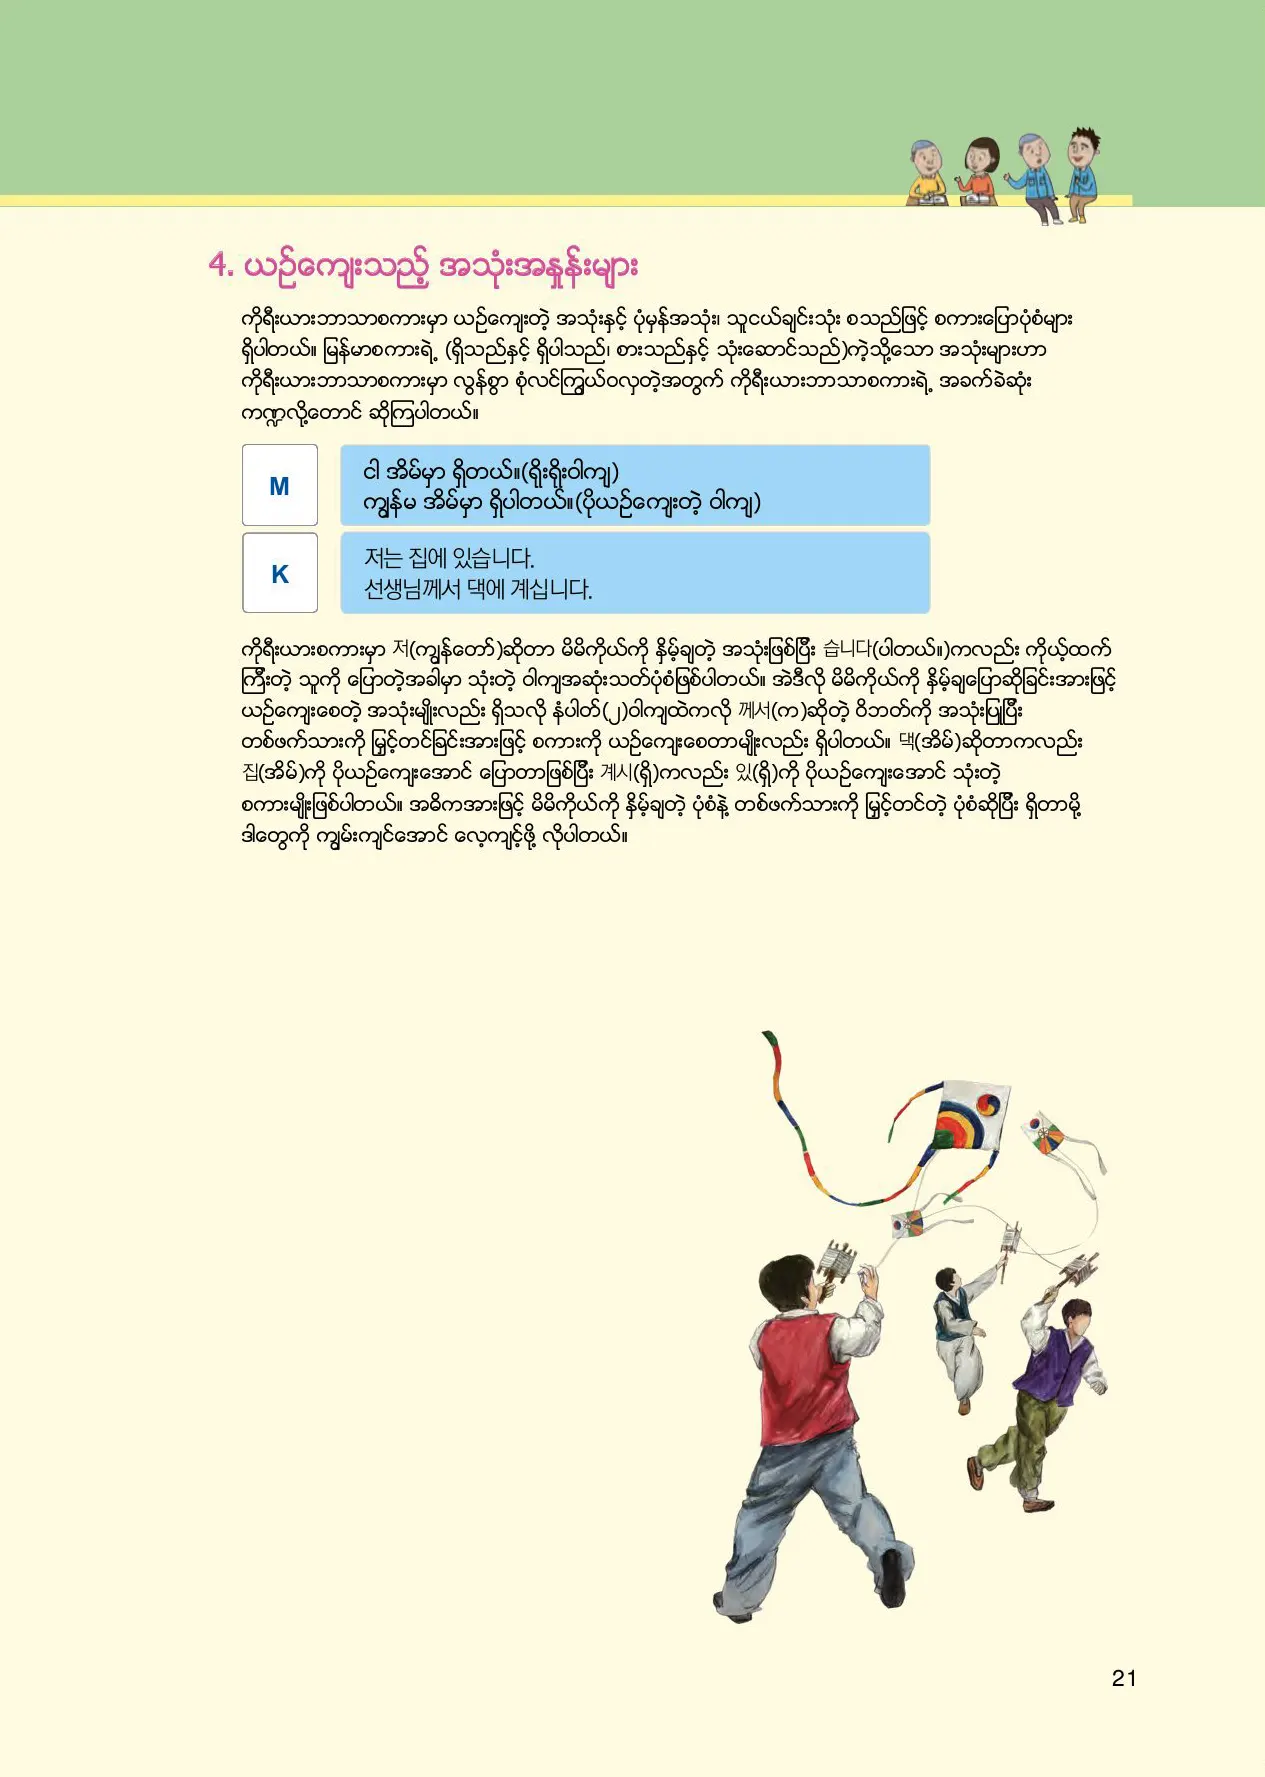 4. ယဉ်ကျေးသည့် အသုံးအနှုန်းများ
ကိုရီးယားဘာသာစကားမှာ ယဉ်ကျေးတဲ့ အသုံးနှင့် ပုံမှန်အသုံး၊ သူငယ်ချင်းသုံး စသည်ဖြင့် စကားပြောပုံစံများ
ရှိပါတယ်။ မြန်မာစကားရဲ့ (ရှိသည်နှင့် ရှိပါသည်၊ စားသည်နှင့် သုံးဆောင်သည်)ကဲ့သို့သော အသုံးများဟာ
ကိုရီးယားဘာသာစကားမှာ လွန်စွာ စုံလင်ကြွယ်ဝလှတဲ့အတွက် ကိုရီးယားဘာသာစကားရဲ့ အခက်ခဲဆုံး
ကဏ္ဍလို့တောင် ဆိုကြပါတယ်။
M
ငါ အိမ်မှာ ရှိတယ်။(ရိုးရိုးဝါကျ)
ကျွန်မ အိမ်မှာ ရှိပါတယ်။(ပိုယဉ်ကျေးတဲ့ ဝါကျ)
K
저는 집에 있습니다.
선생님께서 댁에 계십니다.
ကိုရီးယားစကားမှာ 저(ကျွန်တော်)ဆိုတာ မိမိကိုယ်ကို နှိမ့်ချတဲ့ အသုံးဖြစ်ပြီး 습니다(ပါတယ်။)ကလည်း ကိုယ့်ထက်
ကြီးတဲ့ သူကို ပြောတဲ့အခါမှာ သုံးတဲ့ ဝါကျအဆုံးသတ်ပုံစံဖြစ်ပါတယ်။ အဲဒီလို မိမိကိုယ်ကို နှိမ့်ချပြောဆိုခြင်းအားဖြင့်
ယဉ်ကျေးစေတဲ့ အသုံးမျိုးလည်း ရှိသလို နံပါတ်(၂)ဝါကျထဲကလို 께서(က)ဆိုတဲ့ ဝိဘတ်ကို အသုံးပြုပြီး
တစ်ဖက်သားကို မြှင့်တင်ခြင်းအားဖြင့် စကားကို ယဉ်ကျေးစေတာမျိုးလည်း ရှိပါတယ်။ 댁(အိမ်)ဆိုတာကလည်း
집(အိမ်)ကို ပိုယဉ်ကျေးအောင် ပြောတာဖြစ်ပြီး 계시(ရှိ)ကလည်း 있(ရှိ)ကို ပိုယဉ်ကျေးအောင် သုံးတဲ့
စကားမျိုးဖြစ်ပါတယ်။ အဓိကအားဖြင့် မိမိကိုယ်ကို နှိမ့်ချတဲ့ ပုံစံနဲ့ တစ်ဖက်သားကို မြှင့်တင်တဲ့ ပုံစံဆိုပြီး ရှိတာမို့
ဒါတွေကို ကျွမ်းကျင်အောင် လေ့ကျင့်ဖို့ လိုပါတယ်။
21